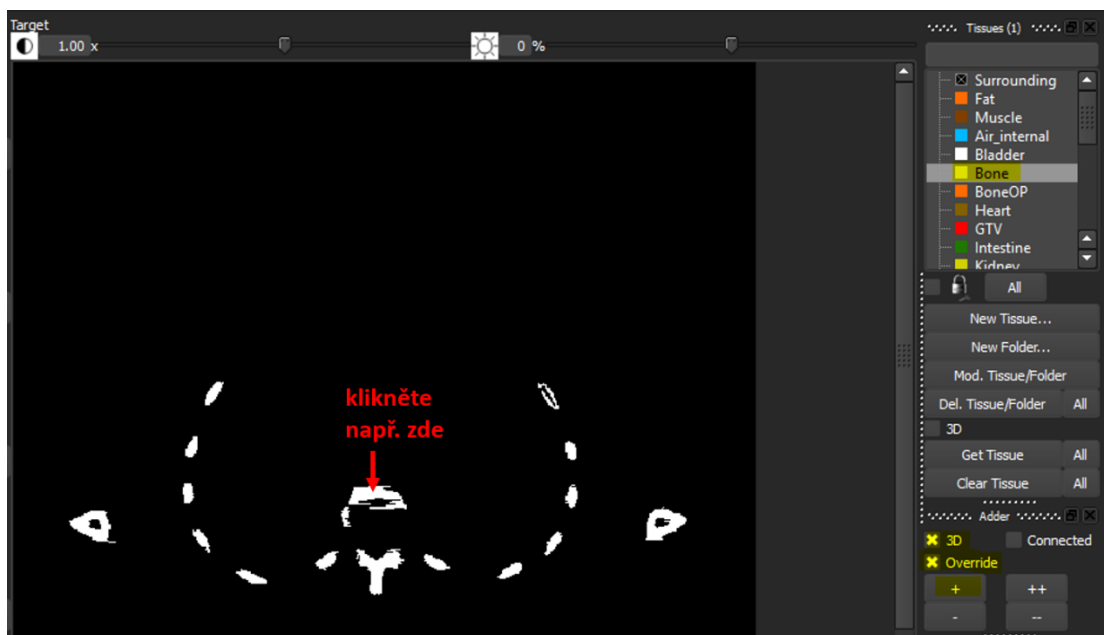 Target
1.00 x
0 %
klikněte
např. zde
Tissues (1)
Surrounding
Fat
Muscle
Air_internal
Bladder
Bone
BoneOP
Heart
GTV
Intestine
Kidney
All
New Tissue...
New Folder...
Mod. Tissue/Folder
Del. Tissue/Folder All
3D
Get Tissue All
Clear Tissue All
Adder
3D Connected
Override
+ ++
- --